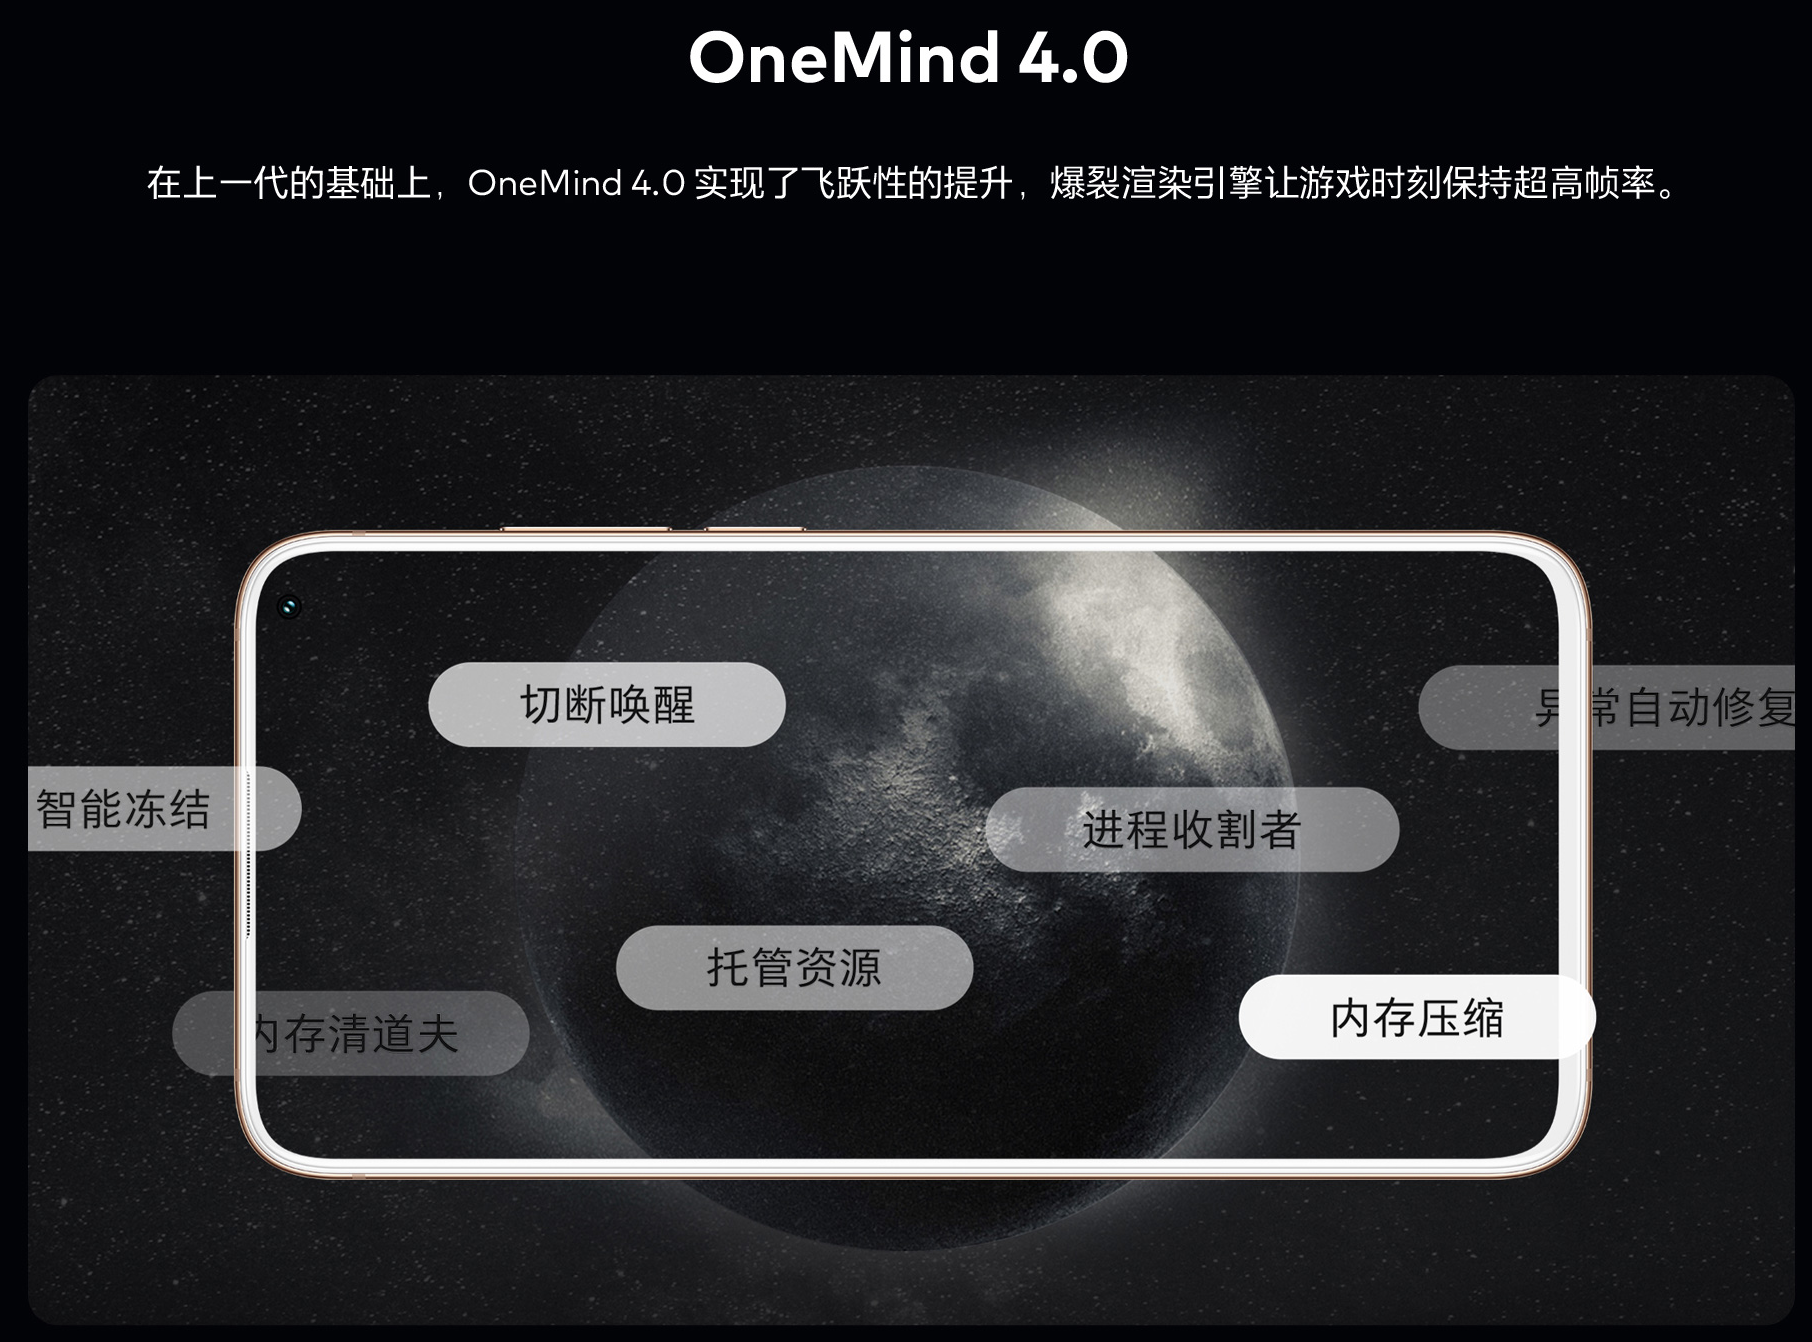 OneMind 4.0
在上一代的基础上，OneMind 4.0 实现了飞跃性的提升，爆裂渲染引擎让游戏时刻保持超高帧率。
切断唤醒
异常自动修复
智能冻结
进程收割者
托管资源
内存清道夫
内存压缩